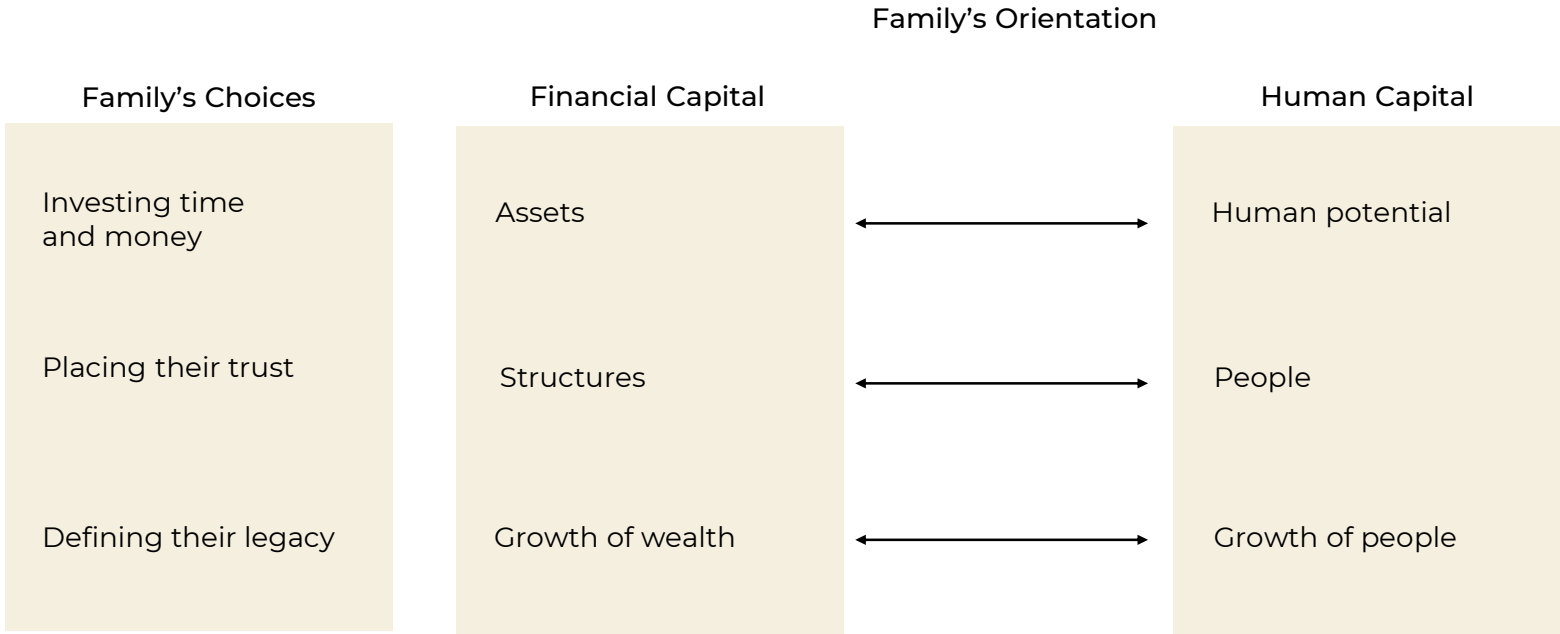 Family’s Orientation
Family’s Choices
Financial Capital
Human Capital
Investing time
and money
Assets
Human potential
Placing their trust
Structures
People
Defining their legacy
Growth of wealth
Growth of people